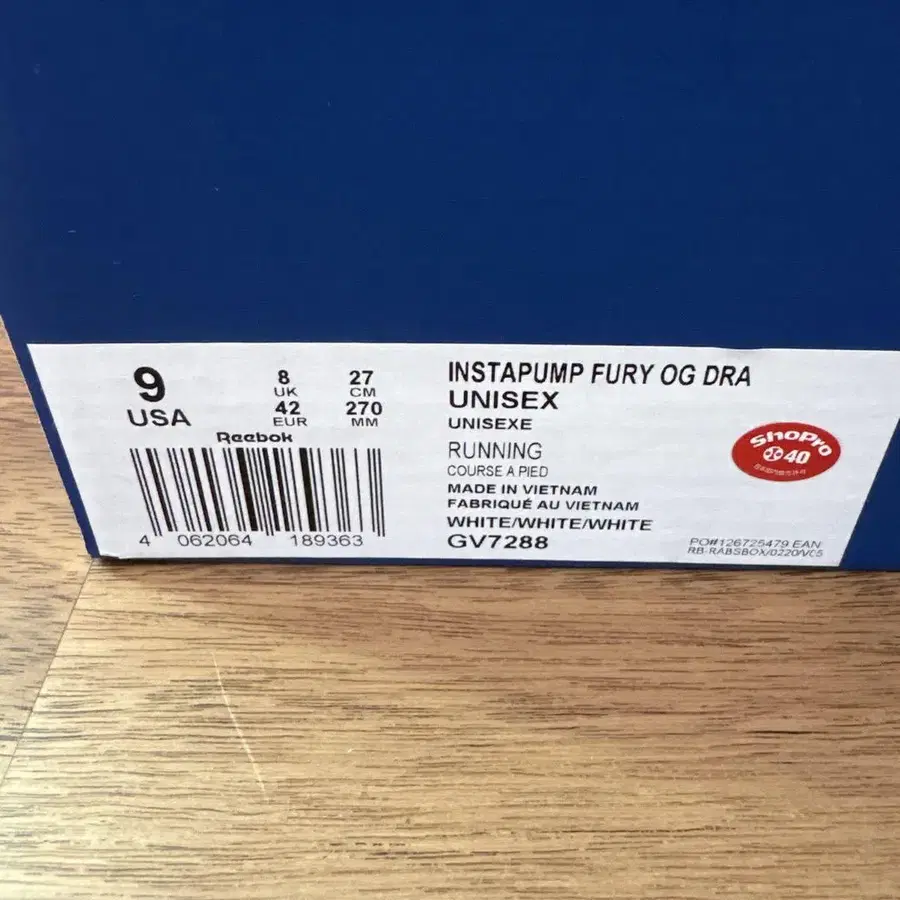 9
USA
8
UK
42
EUR
27
CM
270
MM
Reebok
4 062064 189363
INSTAPUMP FURY OG DRA
UNISEX
UNISEXE
RUNNING
COURSE A PIED
MADE IN VIETNAM
FABRIQUÉ AU VIETNAM
WHITE/WHITE/WHITE
GV7288
ShoPro
40
PO#126725479 EAN
RB-RABSBOX/0220/VC5